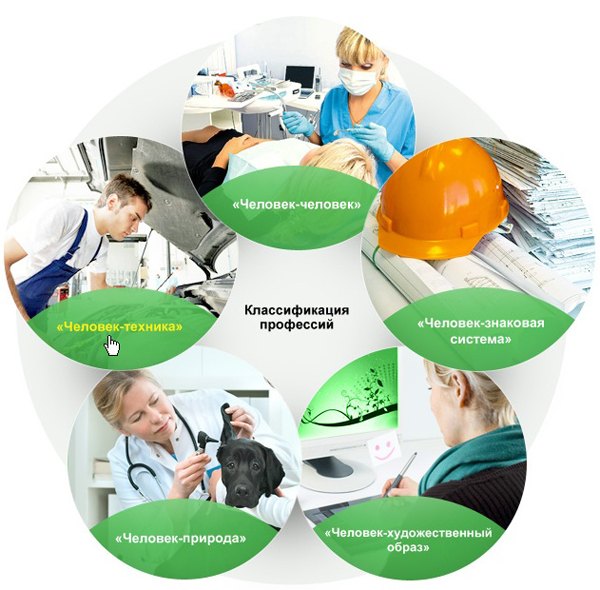 «Человек-человек»
«Человек-техника»
Классификация
профессий
«Человек-знаковая
система»
«Человек-природа»
«Человек-художественный
образ»